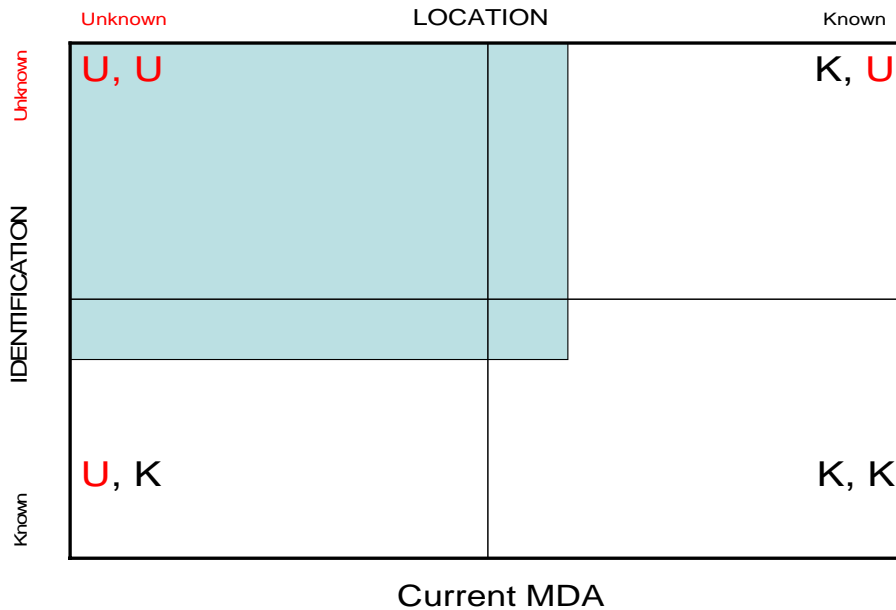 Unknown LOCATION Known
Unknown
U, U K, U
IDENTIFICATION
U, K K, K
Known
Current MDA